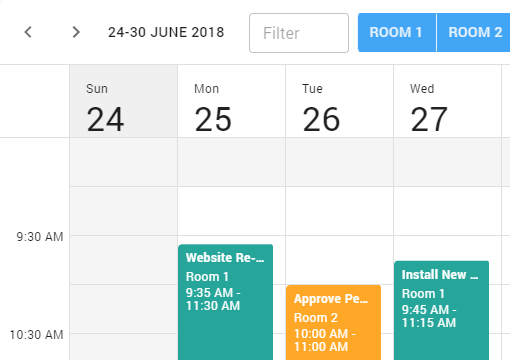 24-30 JUNE 2018
Filter
ROOM 1
ROOM 2
Sun
24
Mon
25
Tue
26
Wed
27
9:30 AM
10:30 AM
Website Re-...
Room 1
9:35 AM -
11:30 AM
Approve Pe...
Room 2
10:00 AM -
11:00 AM
Install New ...
Room 1
9:45 AM -
11:15 AM